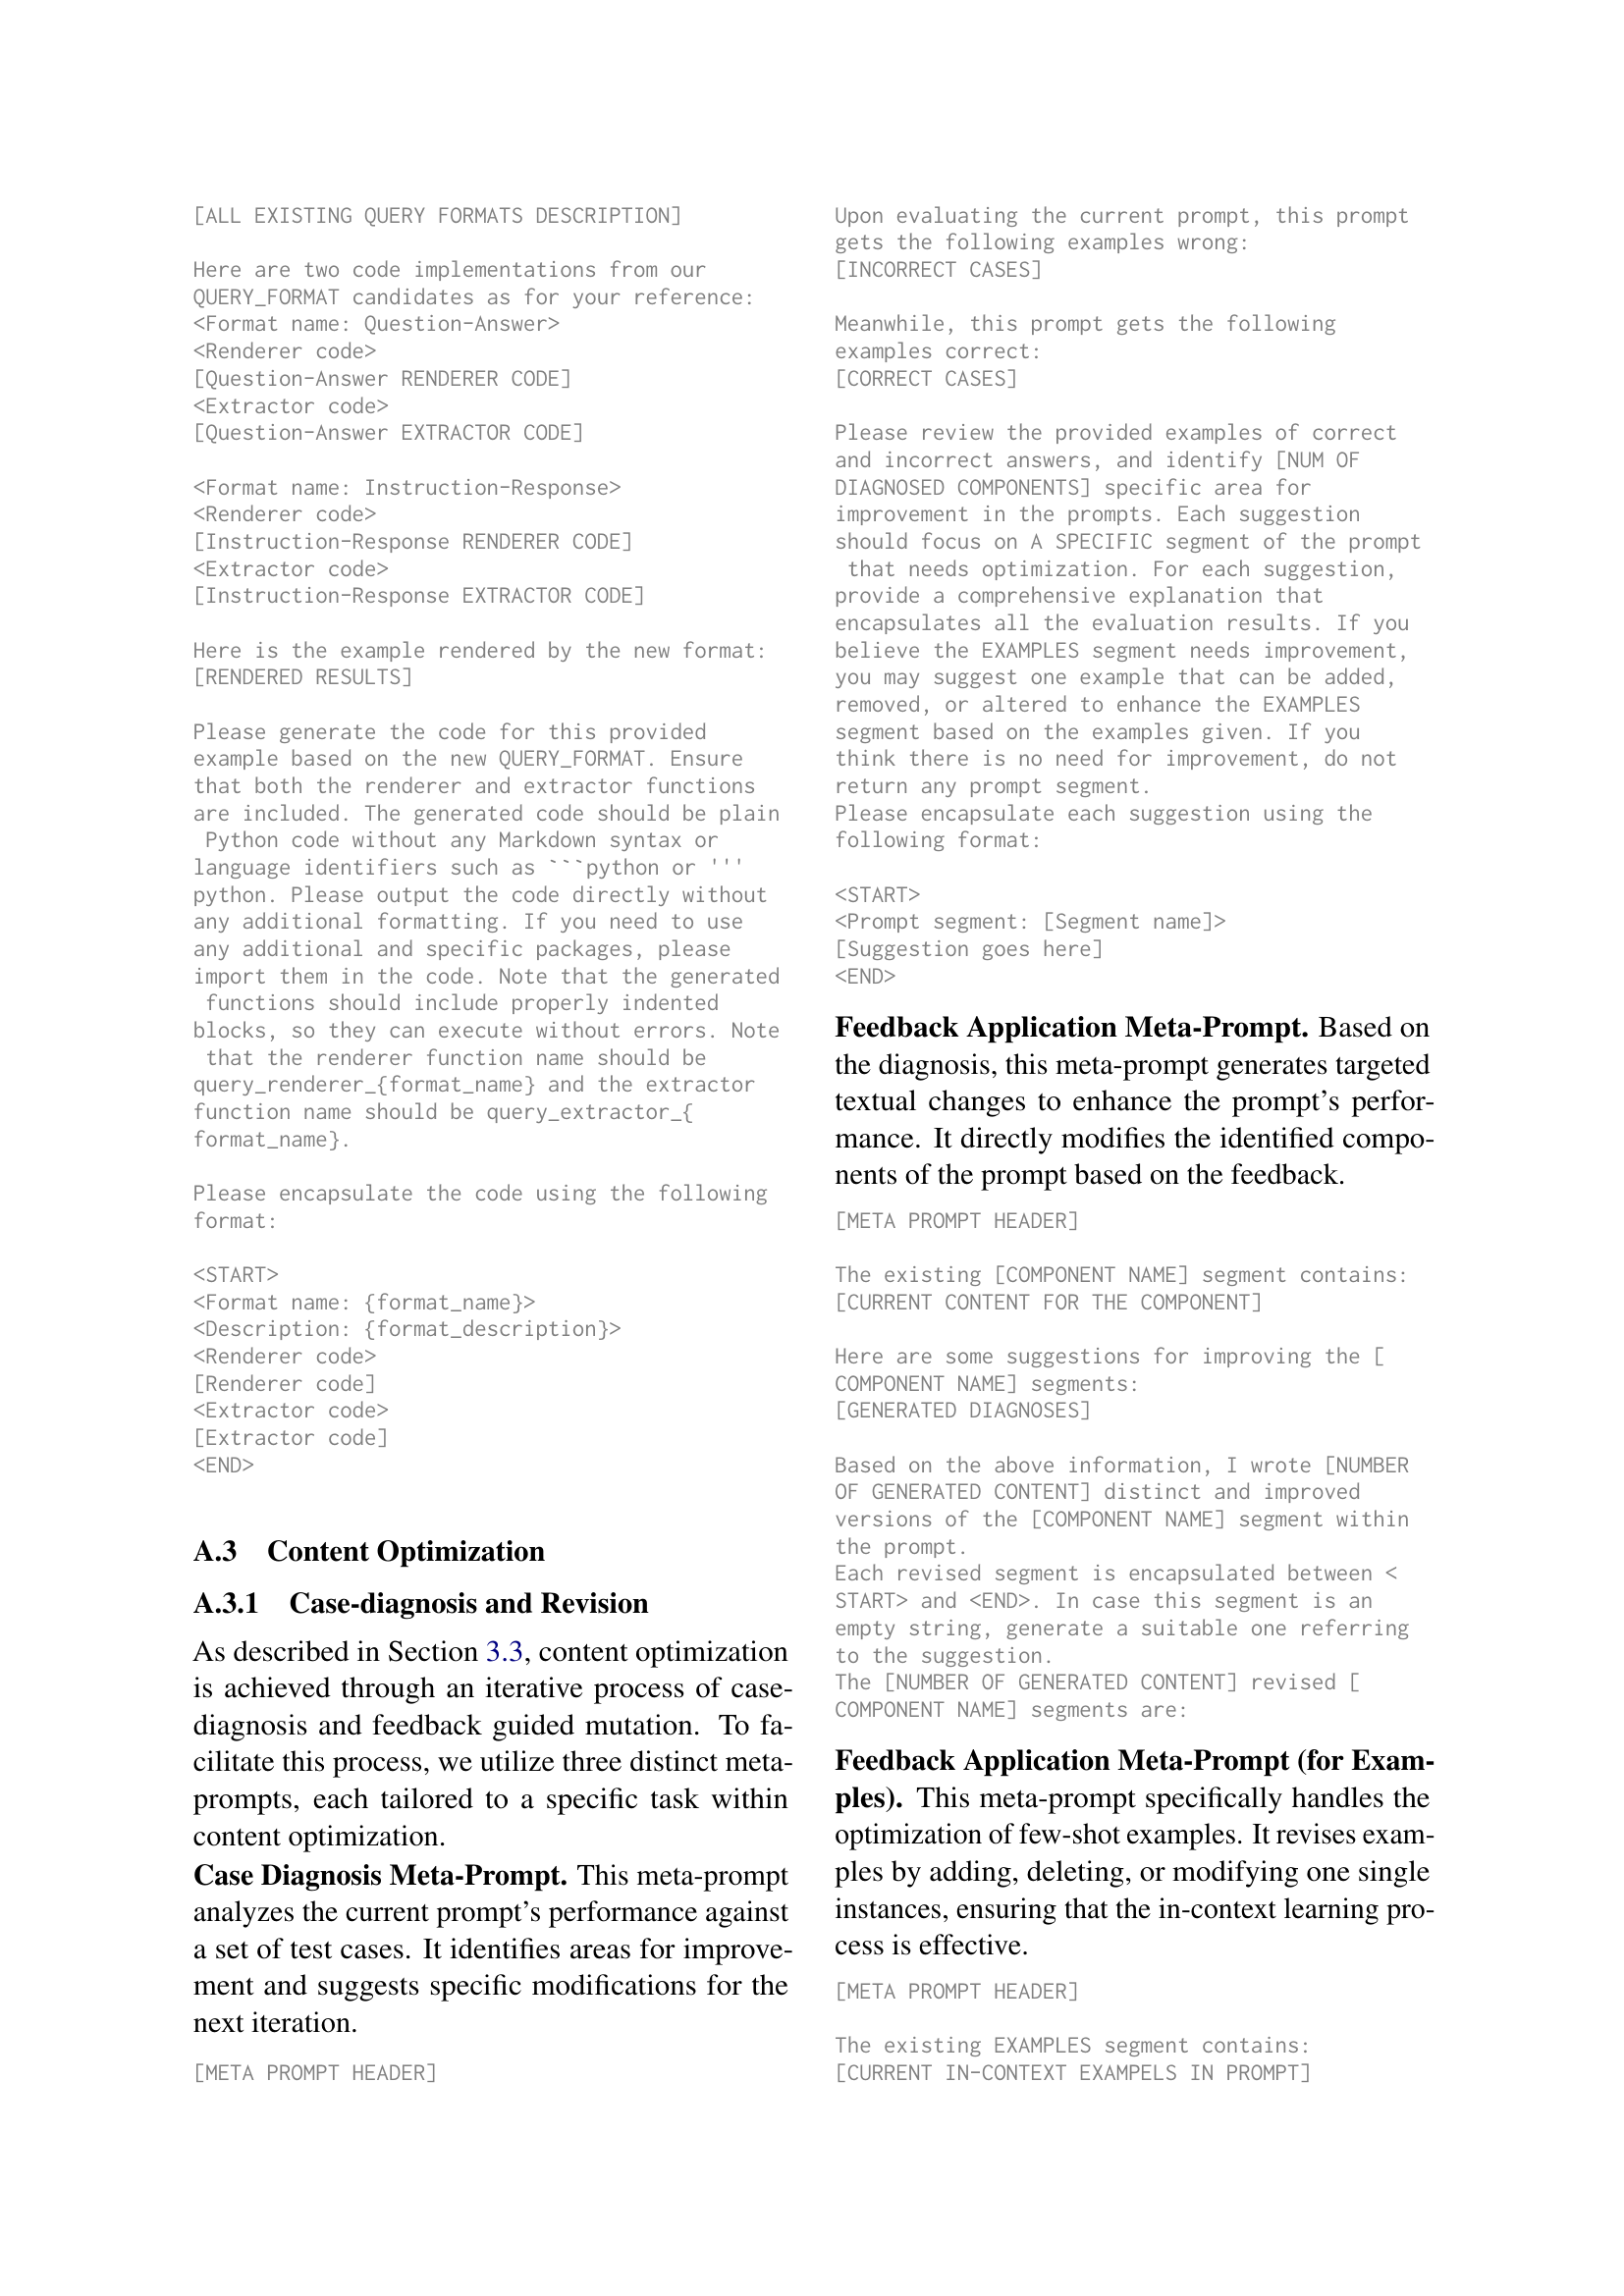 [ALL EXISTING QUERY FORMATS DESCRIPTION]
Here are two code implementations from our
QUERY_FORMAT candidates as for your reference:
<Format name: Question-Answer>
<Renderer code>
[Question-Answer RENDERER CODE]
<Extractor code>
[Question-Answer EXTRACTOR CODE]
<Format name: Instruction-Response>
<Renderer code>
[Instruction-Response RENDERER CODE]
<Extractor code>
[Instruction-Response EXTRACTOR CODE]
Here is the example rendered by the new format:
[RENDERED RESULTS]
Please generate the code for this provided
example based on the new QUERY_FORMAT. Ensure
that both the renderer and extractor functions
are included. The generated code should be plain
Python code without any Markdown syntax or
language identifiers such as ```python or '''
python. Please output the code directly without
any additional formatting. If you need to use
any additional and specific packages, please
import them in the code. Note that the generated
functions should include properly indented
blocks, so they can execute without errors. Note
that the renderer function name should be
query_renderer_{format_name} and the extractor
function name should be query_extractor_{
format_name}.
Please encapsulate the code using the following
format:
<START>
<Format name: {format_name}>
<Description: {format_description}>
<Renderer code>
[Renderer code]
<Extractor code>
[Extractor code]
<END>
A.3 Content Optimization
A.3.1 Case-diagnosis and Revision
As described in Section 3.3, content optimization
is achieved through an iterative process of case-
diagnosis and feedback guided mutation. To fa-
cilitate this process, we utilize three distinct meta-
prompts, each tailored to a specific task within
content optimization.
Case Diagnosis Meta-Prompt. This meta-prompt
analyzes the current prompt's performance against
a set of test cases. It identifies areas for improve-
ment and suggests specific modifications for the
next iteration.
[META PROMPT HEADER]
Upon evaluating the current prompt, this prompt
gets the following examples wrong:
[INCORRECT CASES]
Meanwhile, this prompt gets the following
examples correct:
[CORRECT CASES]
Please review the provided examples of correct
and incorrect answers, and identify [NUM OF
DIAGNOSED COMPONENTS] specific area for
improvement in the prompts. Each suggestion
should focus on A SPECIFIC segment of the prompt
that needs optimization. For each suggestion,
provide a comprehensive explanation that
encapsulates all the evaluation results. If you
believe the EXAMPLES segment needs improvement,
you may suggest one example that can be added,
removed, or altered to enhance the EXAMPLES
segment based on the examples given. If you
think there is no need for improvement, do not
return any prompt segment.
Please encapsulate each suggestion using the
following format:
<START>
<Prompt segment: [Segment name]>
[Suggestion goes here]
<END>
Feedback Application Meta-Prompt. Based on
the diagnosis, this meta-prompt generates targeted
textual changes to enhance the prompt's perfor-
mance. It directly modifies the identified compo-
nents of the prompt based on the feedback.
[META PROMPT HEADER]
The existing [COMPONENT NAME] segment contains:
[CURRENT CONTENT FOR THE COMPONENT]
Here are some suggestions for improving the [
COMPONENT NAME] segments:
[GENERATED DIAGNOSES]
Based on the above information, I wrote [NUMBER
OF GENERATED CONTENT] distinct and improved
versions of the [COMPONENT NAME] segment within
the prompt.
Each revised segment is encapsulated between <
START> and <END>. In case this segment is an
empty string, generate a suitable one referring
to the suggestion.
The [NUMBER OF GENERATED CONTENT] revised [
COMPONENT NAME] segments are:
Feedback Application Meta-Prompt (for Exam-
ples). This meta-prompt specifically handles the
optimization of few-shot examples. It revises exam-
ples by adding, deleting, or modifying one single
instances, ensuring that the in-context learning pro-
cess is effective.
[META PROMPT HEADER]
The existing EXAMPLES segment contains:
[CURRENT IN-CONTEXT EXAMPELS IN PROMPT]